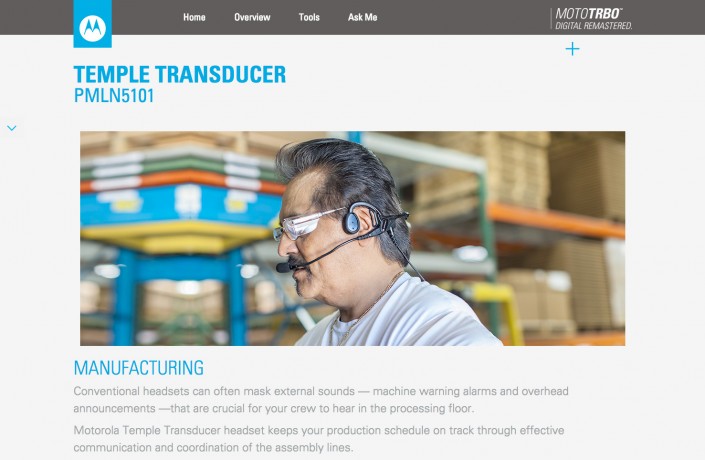 Home Overview Tools Ask Me
MOTOTRBO™
DIGITAL REMASTERED.
TEMPLE TRANSDUCER
PMLN5101
MANUFACTURING
Conventional headsets can often mask external sounds — machine warning alarms and overhead
announcements —that are crucial for your crew to hear in the processing floor.
Motorola Temple Transducer headset keeps your production schedule on track through effective
communication and coordination of the assembly lines.